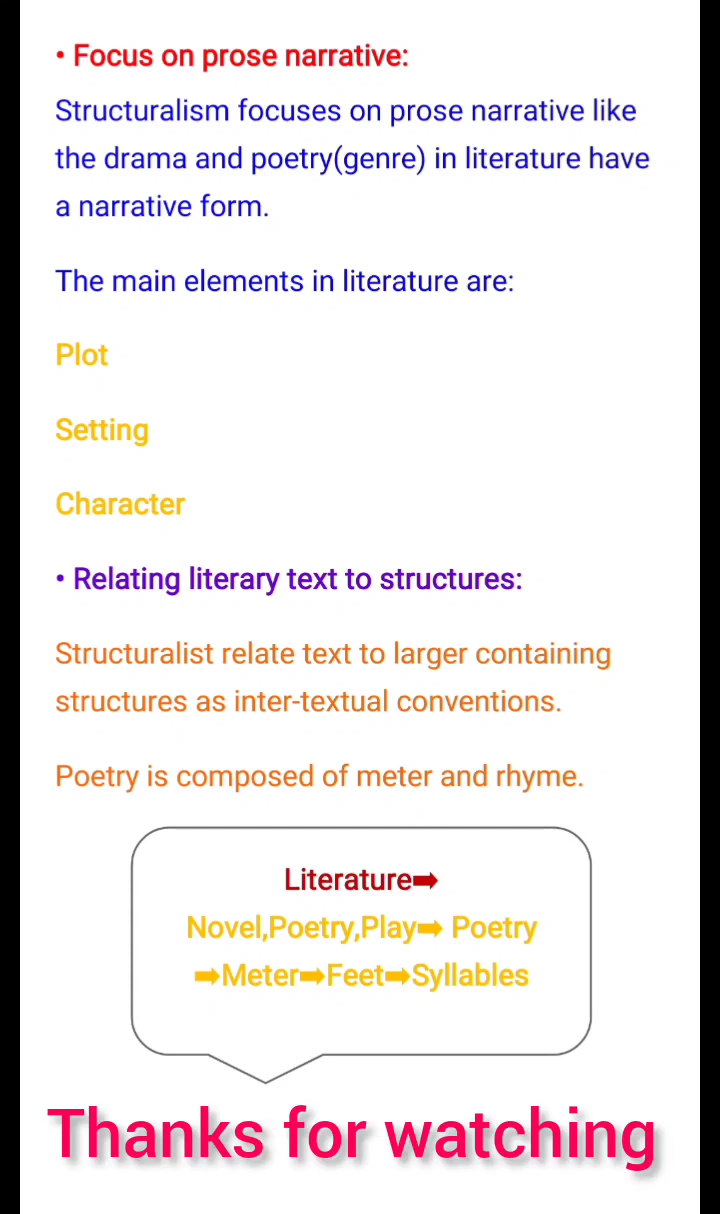 • Focus on prose narrative:
Structuralism focuses on prose narrative like
the drama and poetry(genre) in literature have
a narrative form.
The main elements in literature are:
Plot
Setting
Character
• Relating literary text to structures:
Structuralist relate text to larger containing
structures as inter-textual conventions.
Poetry is composed of meter and rhyme.
Literature➡
Novel,Poetry,Play➡ Poetry
➡Meter➡Feet➡Syllables
Thanks for watching